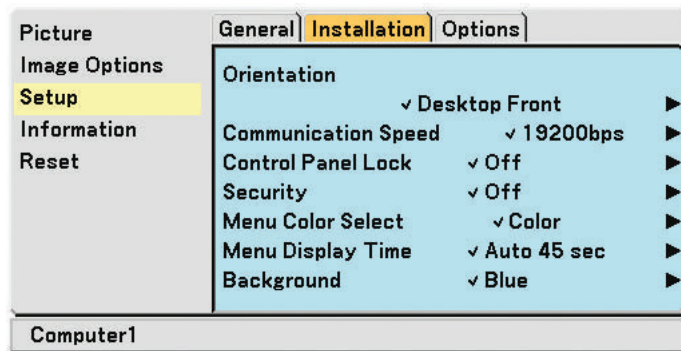 Picture
Image Options
Setup
Information
Reset
General Installation Options
Orientation
✓ Desktop Front ▶
Communication Speed ✓ 19200bps ▶
Control Panel Lock ✓ Off ▶
Security ✓ Off ▶
Menu Color Select ✓ Color ▶
Menu Display Time ✓ Auto 45 sec ▶
Background ✓ Blue ▶
Computer1